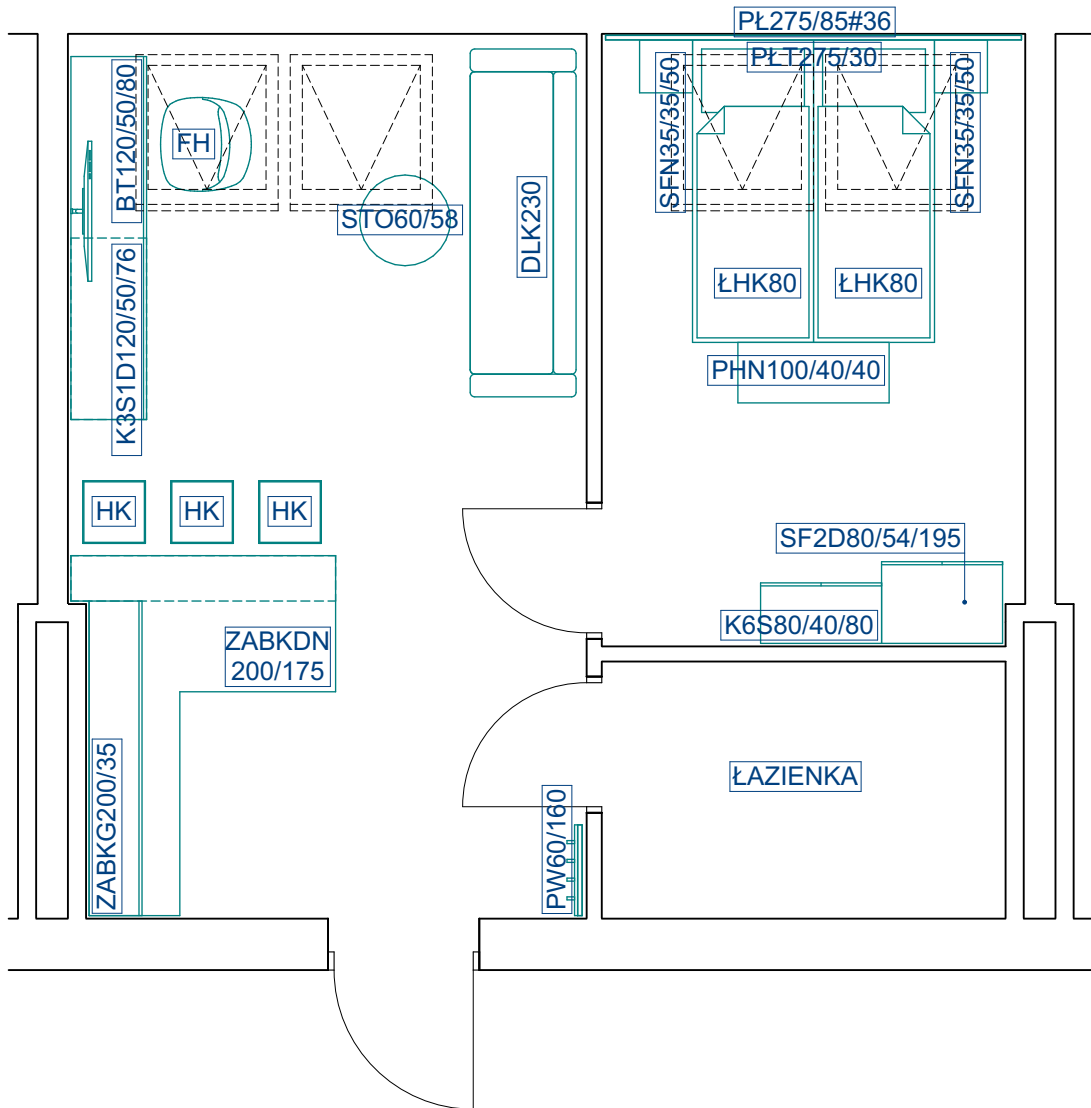 PŁ275/85#36
PŁT275/30
SFN35/35/50
SFN35/35/50
BT120/50/80
FH
STO60/58
DLK230
ŁHK80
ŁHK80
K3S1D120/50/76
PHN100/40/40
HK
HK
HK
SF2D80/54/195
K6S80/40/80
ZABKDN
200/175
ŁAZIENKA
ZABKG200/35
PW60/160